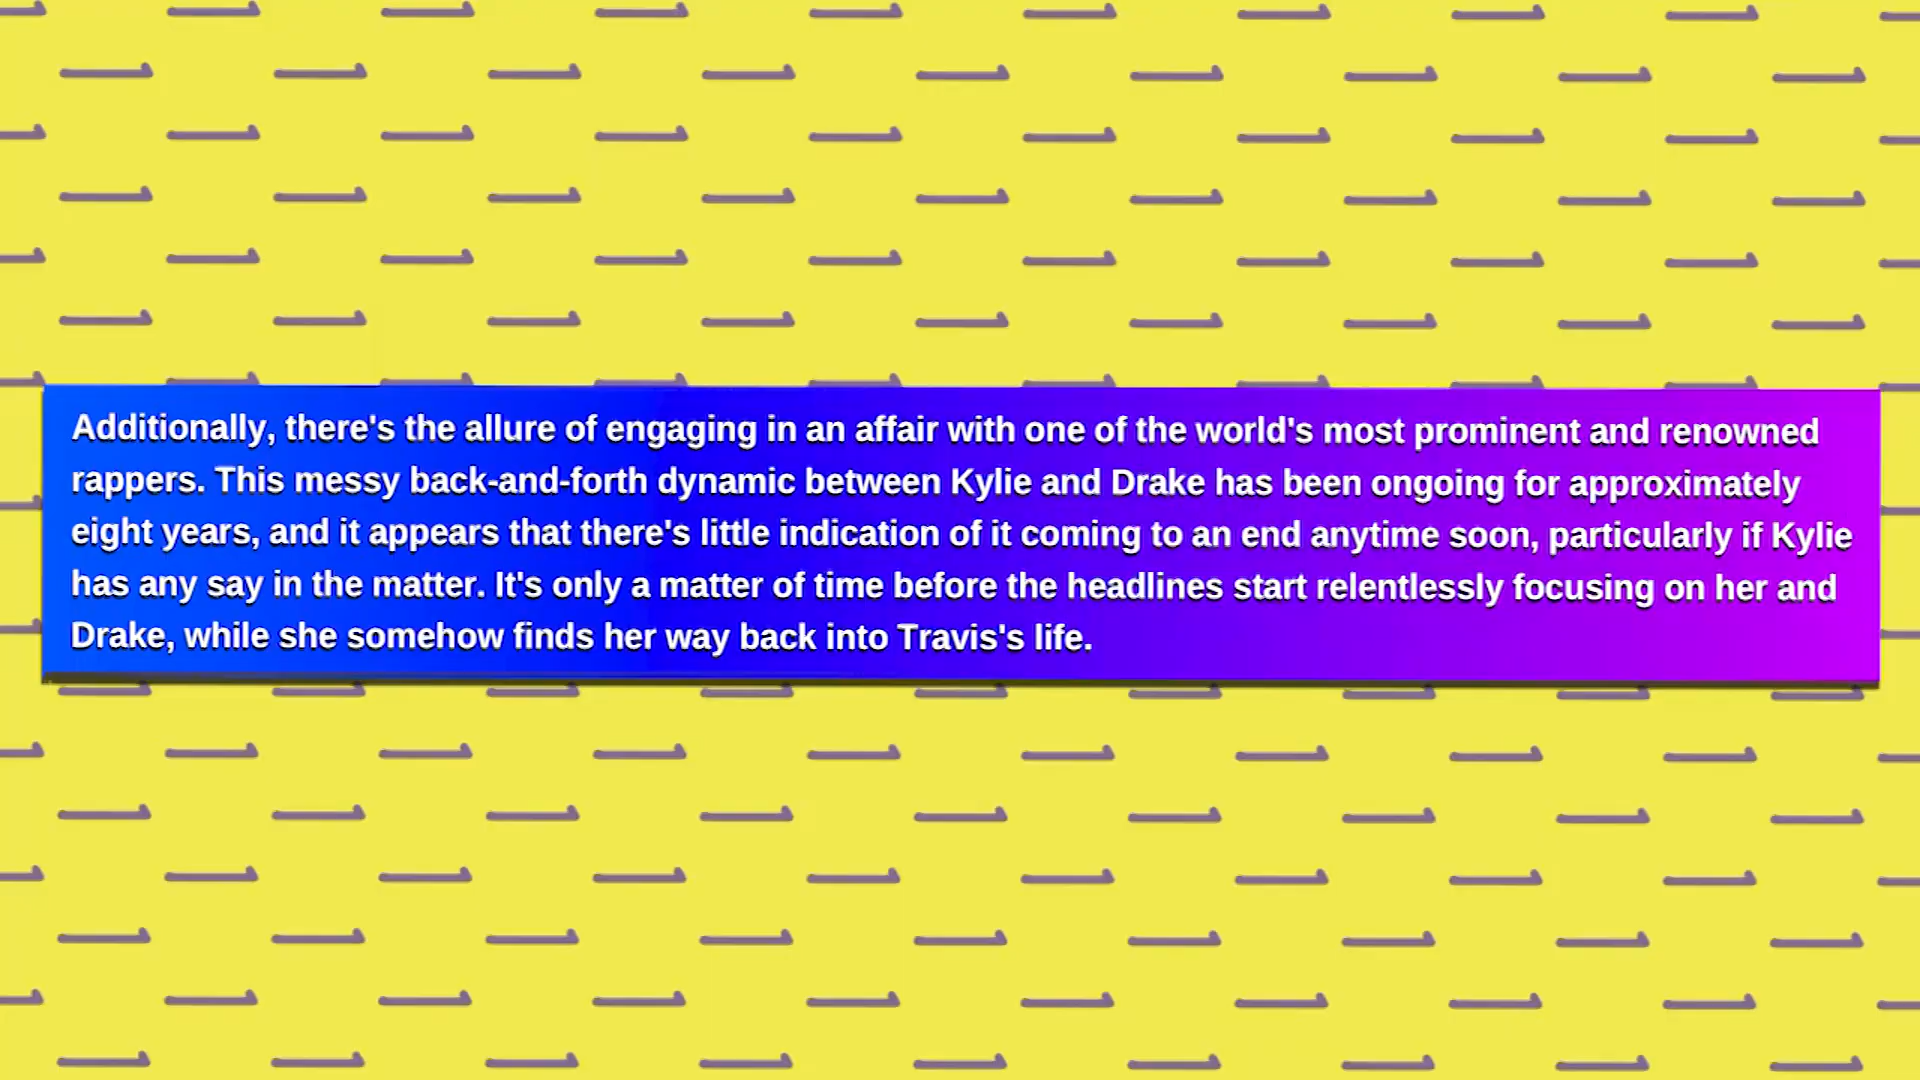 Additionally, there's the allure of engaging in an affair with one of the world's most prominent and renowned
rappers. This messy back-and-forth dynamic between Kylie and Drake has been ongoing for approximately
eight years, and it appears that there's little indication of it coming to an end anytime soon, particularly if Kylie
has any say in the matter. It's only a matter of time before the headlines start relentlessly focusing on her and
Drake, while she somehow finds her way back into Travis's life.